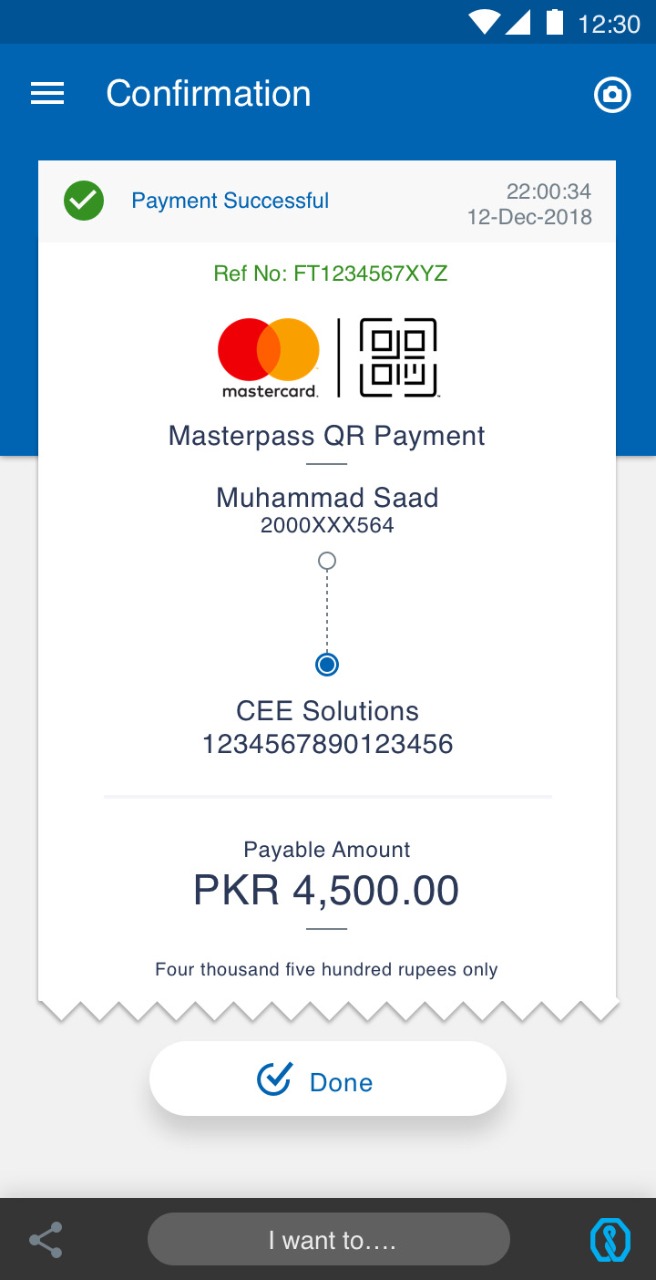 12:30
Confirmation
Payment Successful
22:00:34
12-Dec-2018
Ref No: FT1234567XYZ
mastercard.
Masterpass QR Payment
Muhammad Saad
2000XXX564
CEE Solutions
1234567890123456
Payable Amount
PKR 4,500.00
Four thousand five hundred rupees only
Done
I want to….